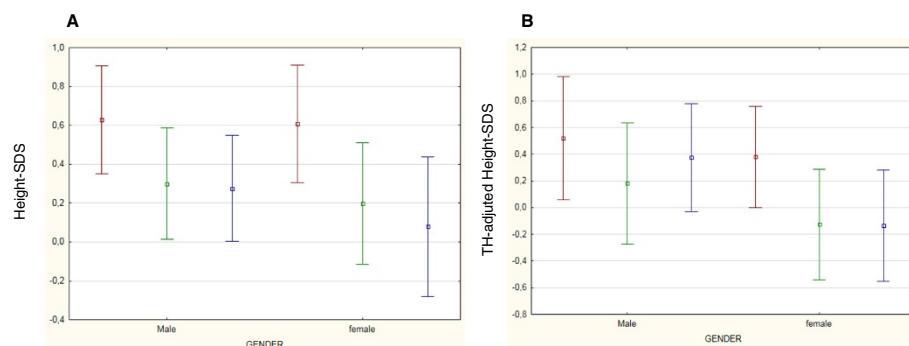 A
Height-SDS
1,0
0,8
0,6
0,4
0,2
0,0
-0,2
-0,4
Male
female
GENDER
B
TH-adjuted Height-SDS
1,2
1,0
0,8
0,6
0,4
0,2
0,0
-0,2
-0,4
-0,6
-0,8
Male
female
GENDER